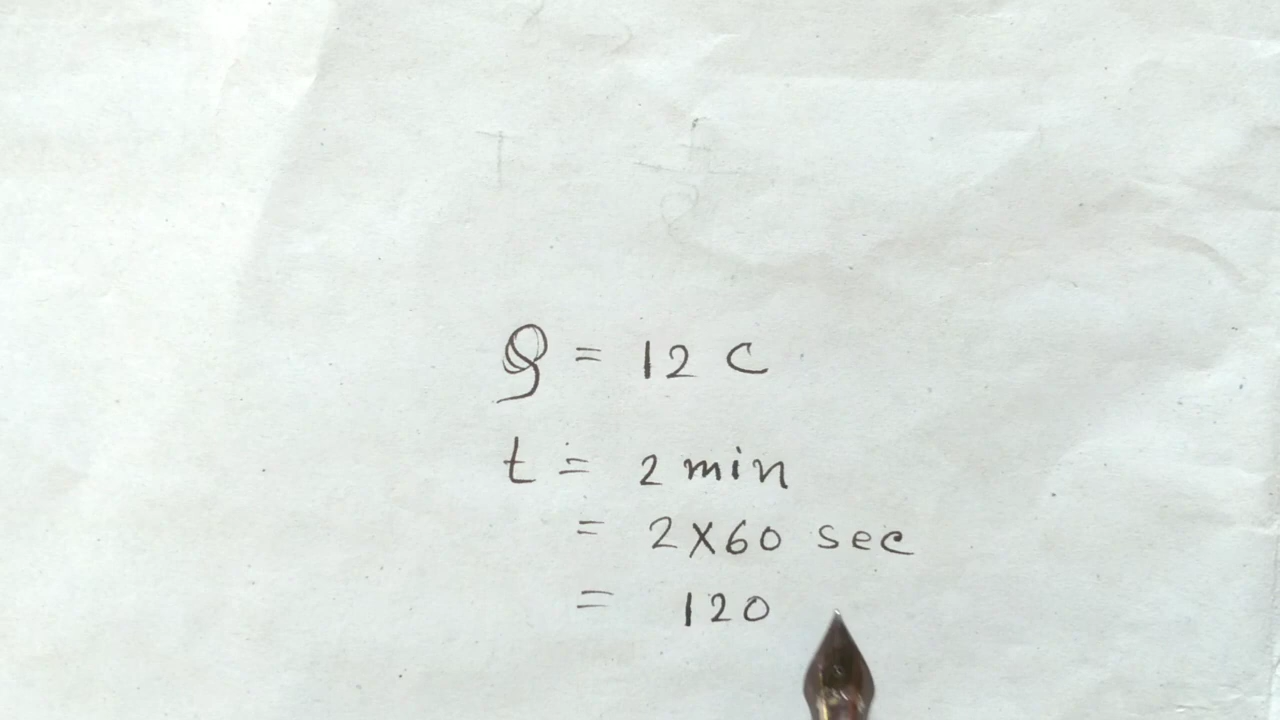 Q = 12 C
t = 2 min
= 2X60 sec
= 120